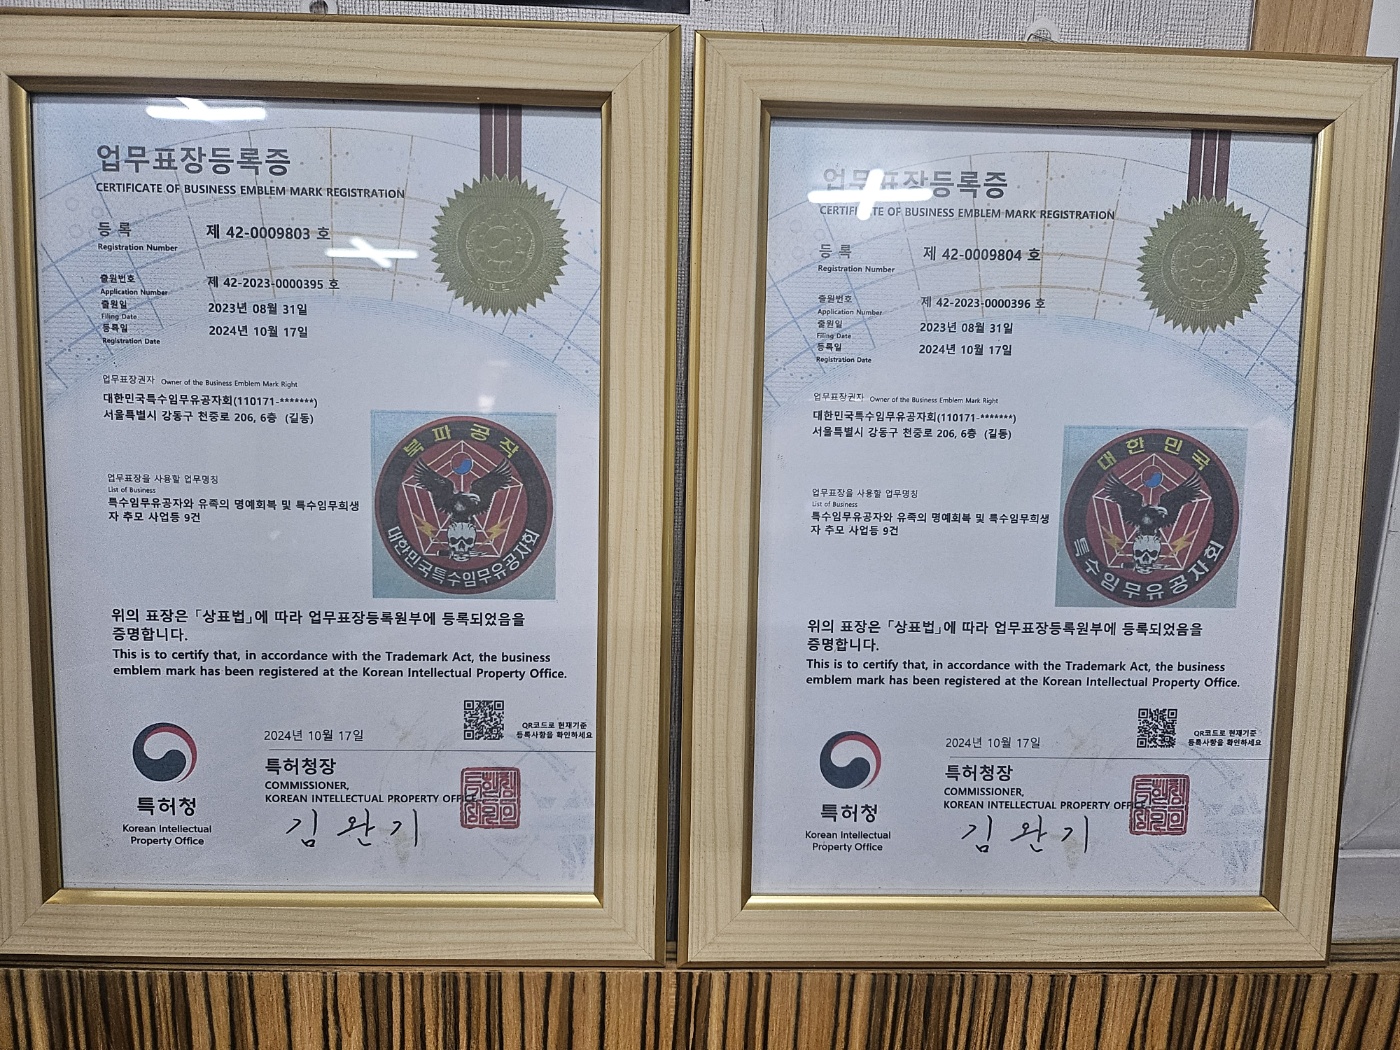 업무표장등록증
CERTIFICATE OF BUSINESS EMBLEM MARK REGISTRATION
등 록 제 42-0009803 호
Registration Number
출원번호 제 42-2023-0000395 호
Application Number
출원일 2023년 08월 31일
Filing Date
등록일 2024년 10월 17일
Registration Date
업무표장권자 Owner of the Business Emblem Mark Right
대한민국특수임무유공자회(110171-*******)
서울특별시 강동구 천중로 206, 6층 (길동)
업무표장을 사용할 업무명칭
List of Business
특수임무유공자와 유족의 명예회복 및 특수임무희생
자 추모 사업등 9건
북파공작
대한민국특수임무유공자회
위의 표장은 「상표법」에 따라 업무표장등록원부에 등록되었음을
증명합니다.
This is to certify that, in accordance with the Trademark Act, the business
emblem mark has been registered at the Korean Intellectual Property Office.
QR코드로 현재기준
등록사항을 확인하세요
2024년 10월 17일
특허청장
COMMISSIONER,
KOREAN INTELLECTUAL PROPERTY OFFICE
김완기
특허청
Korean Intellectual
Property Office
업무표장등록증
CERTIFICATE OF BUSINESS EMBLEM MARK REGISTRATION
등 록 제 42-0009804 호
Registration Number
출원번호 제 42-2023-0000396 호
Application Number
출원일 2023년 08월 31일
Filing Date
등록일 2024년 10월 17일
Registration Date
업무표장권자 Owner of the Business Emblem Mark Right
대한민국특수임무유공자회(110171-*******)
서울특별시 강동구 천중로 206, 6층 (길동)
업무표장을 사용할 업무명칭
List of Business
특수임무유공자와 유족의 명예회복 및 특수임무희생
자 추모 사업등 9건
대한민국
특수임무유공자회
위의 표장은 「상표법」에 따라 업무표장등록원부에 등록되었음을
증명합니다.
This is to certify that, in accordance with the Trademark Act, the business
emblem mark has been registered at the Korean Intellectual Property Office.
QR코드로 현재기준
등록사항을 확인하세요
2024년 10월 17일
특허청장
COMMISSIONER,
KOREAN INTELLECTUAL PROPERTY OFFICE
김완기
특허청
Korean Intellectual
Property Office